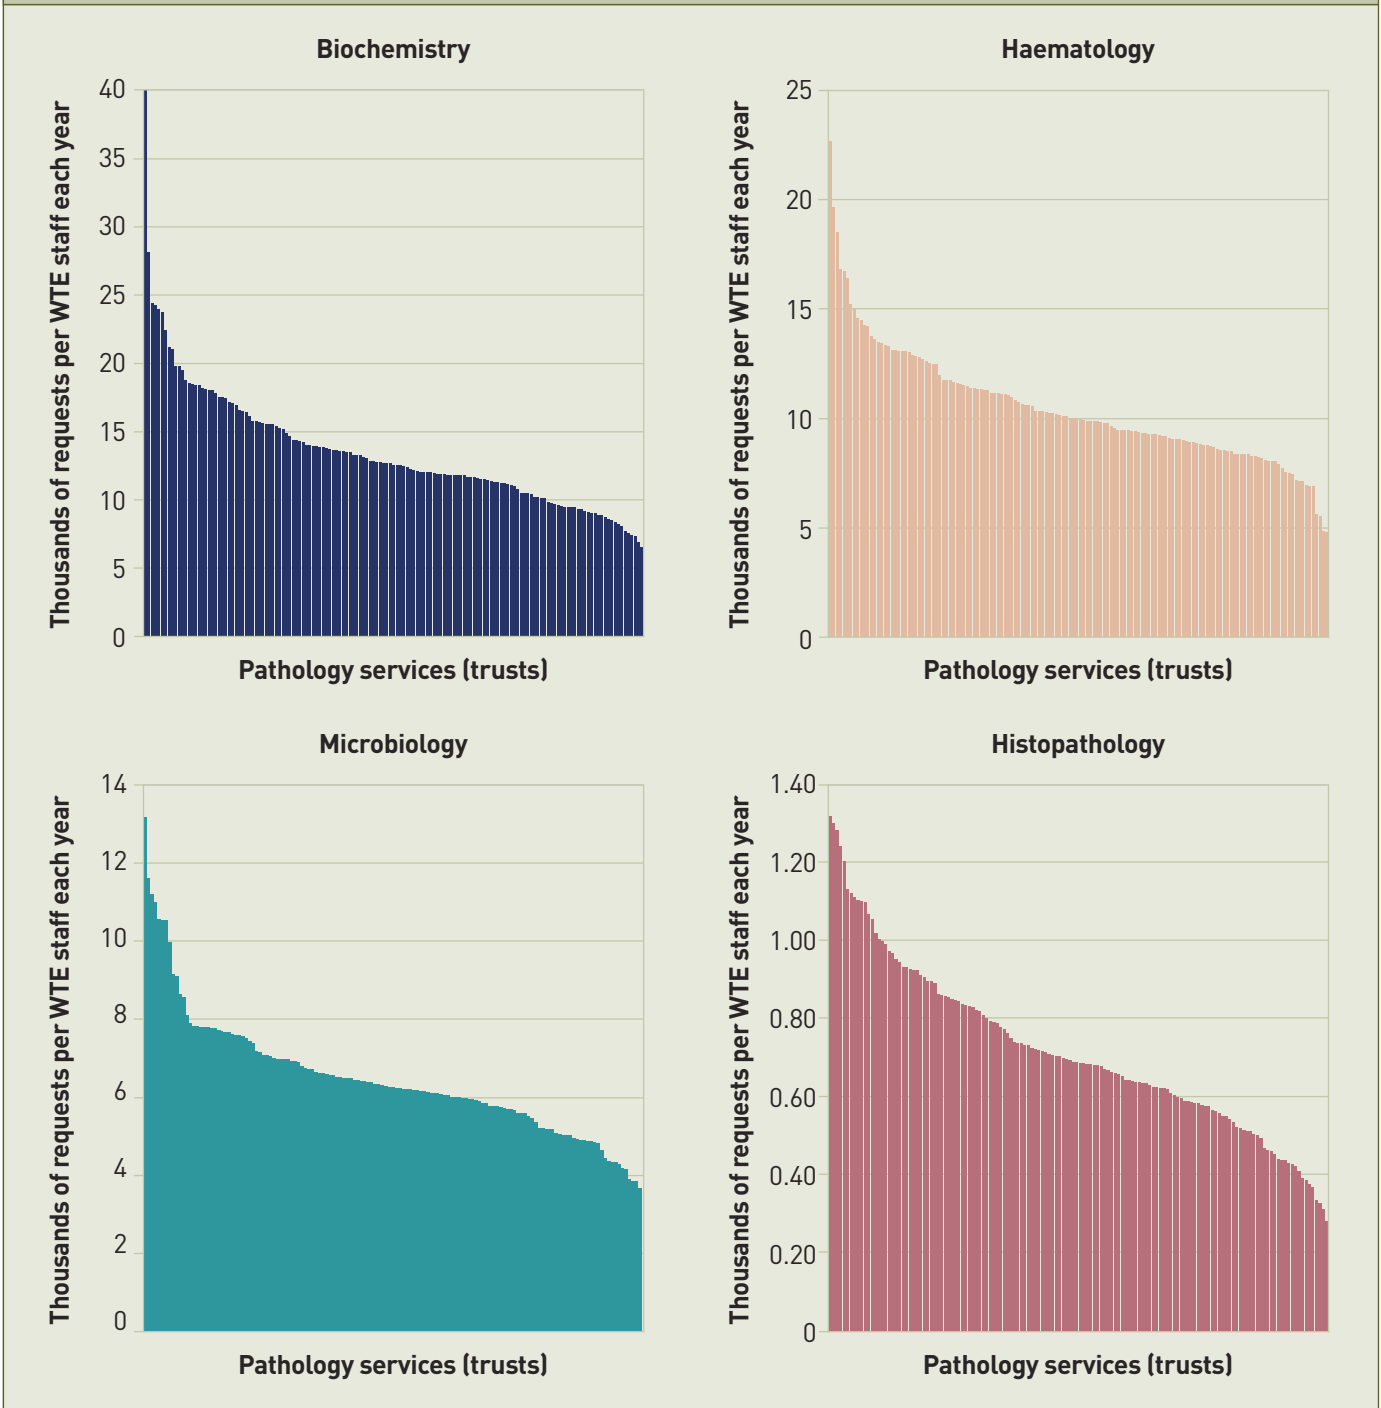 Biochemistry
Thousands of requests per WTE staff each year
40
35
30
25
20
15
10
5
0
Pathology services (trusts)
Haematology
Thousands of requests per WTE staff each year
25
20
15
10
5
0
Pathology services (trusts)
Microbiology
Thousands of requests per WTE staff each year
14
12
10
8
6
4
2
0
Pathology services (trusts)
Histopathology
Thousands of requests per WTE staff each year
1.40
1.20
1.00
0.80
0.60
0.40
0.20
0
Pathology services (trusts)